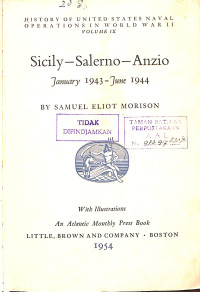 HISTORY OF UNITED STATES NAVAL
OPERATIONS IN WORLD WAR II
VOLUME IX
Sicily—Salerno—Anzio
January 1943–June 1944
BY SAMUEL ELIOT MORISON
TIDAK
DIPINDJAMKAN
TAMAN
PERPUSTAKAAN
No.
With Illustrations
An Atlantic Monthly Press Book
LITTLE, BROWN AND COMPANY • BOSTON
1954